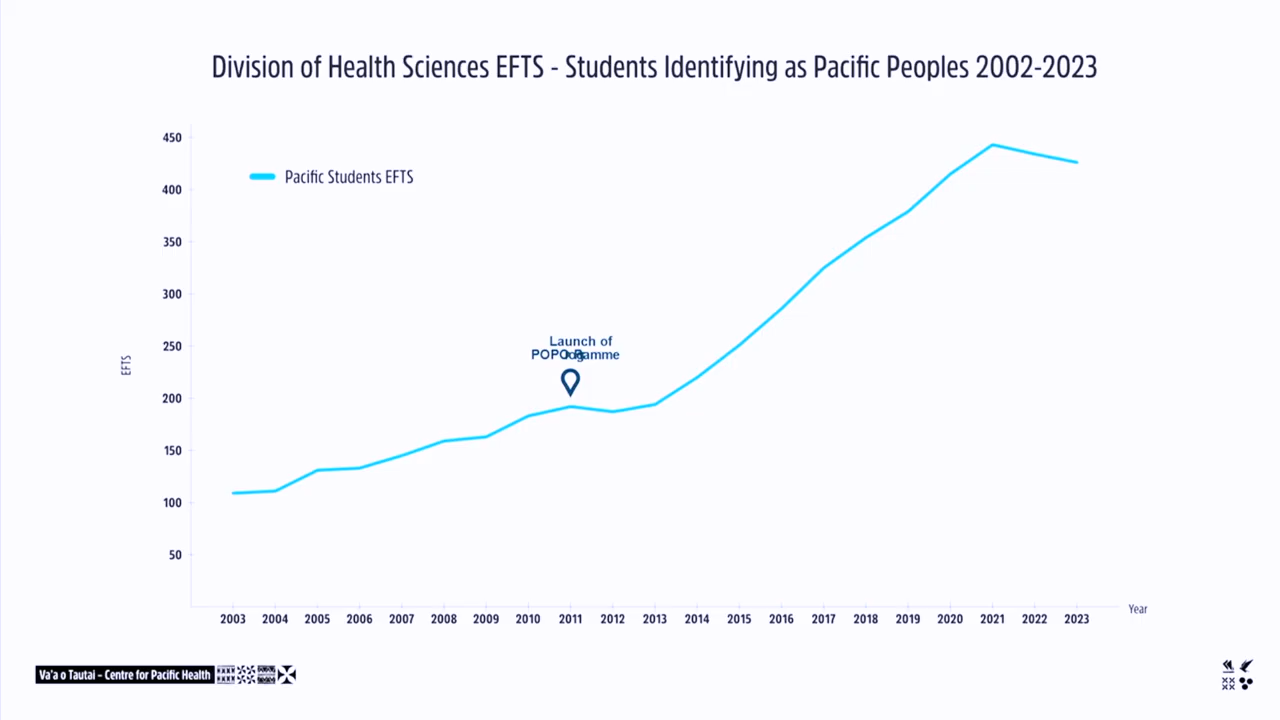 Division of Health Sciences EFTS - Students Identifying as Pacific Peoples 2002-2023
450
Pacific Students EFTS
400
350
300
Launch of
250
POPO
EFTS
200
150
100
50
2003 2004 2005 2006 2007 2008 2009 2010 2011 2012 2013 2014 2015 2016 2017 2018 2019 2020 2021 2022 2023
Year
Va'a o Tautai – Centre for Pacific Health